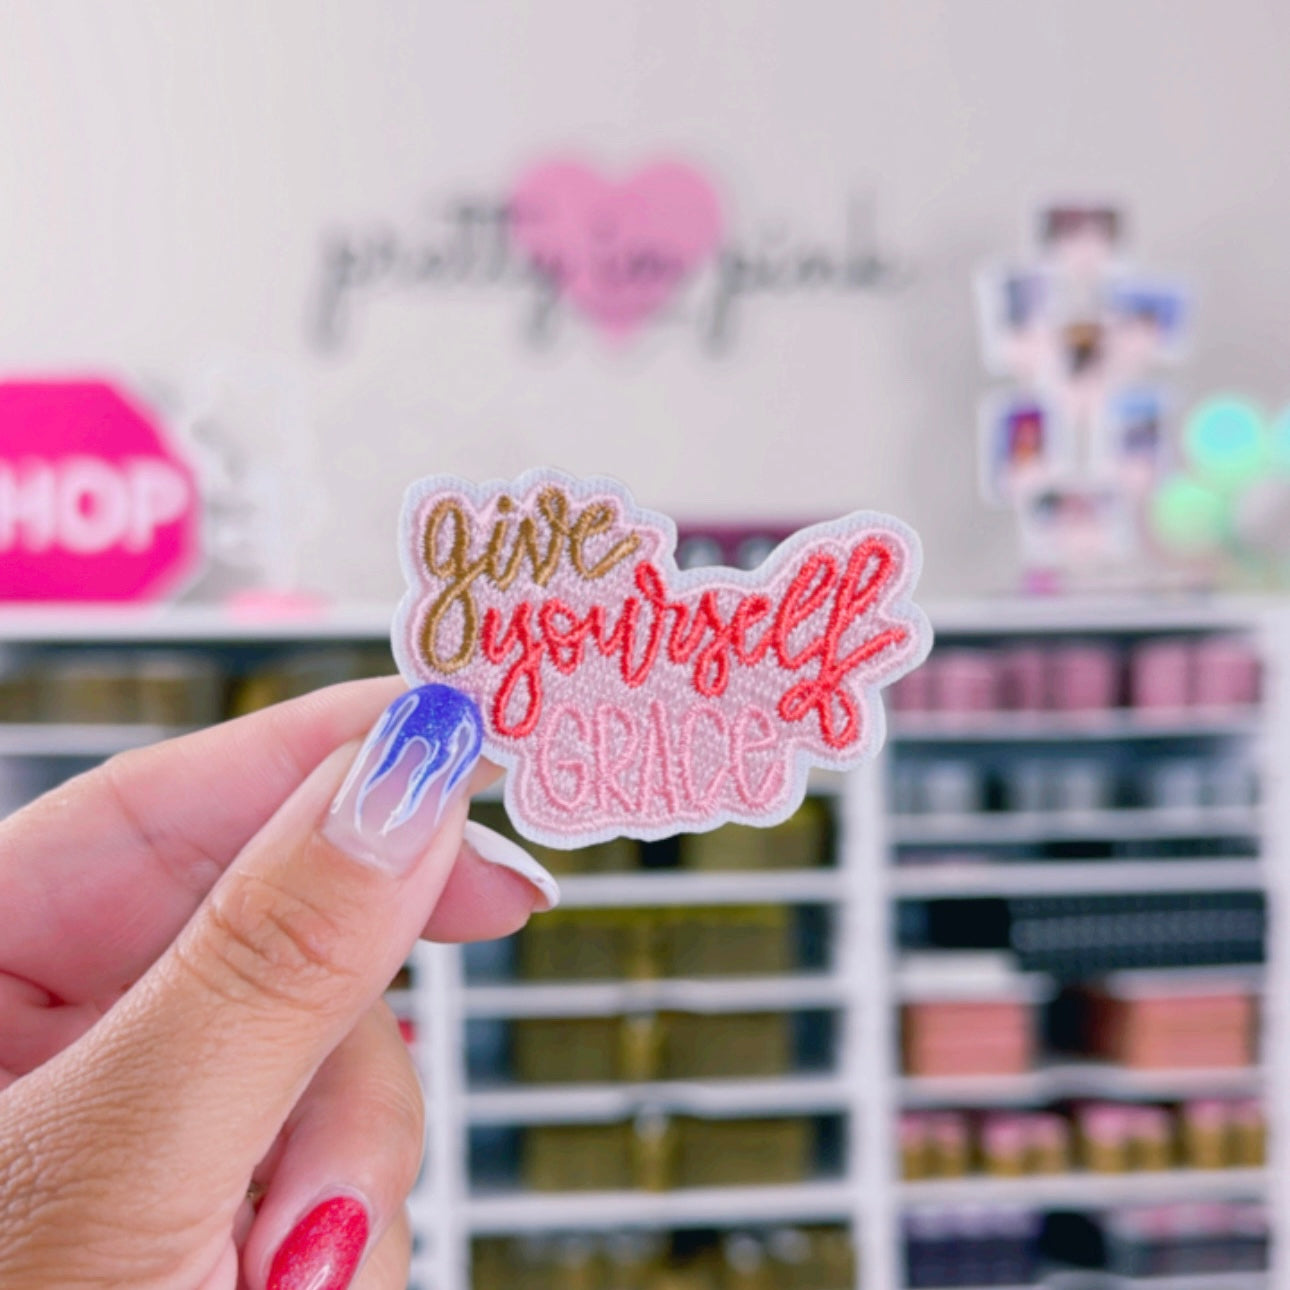 pretty in pink
HOP
give
yourself
GRACE